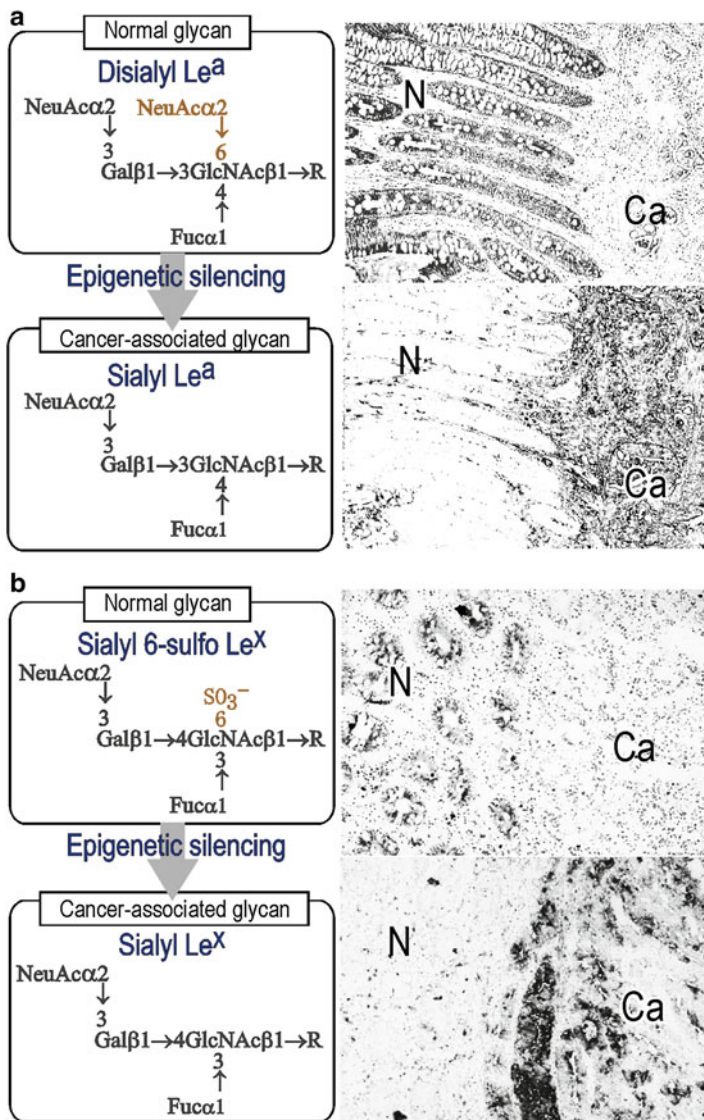 a
Normal glycan
Disialyl Leᵃ
NeuAcα2 NeuAcα2
↓ ↓
3 6
Galβ1→3GlcNAcβ1→R
4
↑
Fucα1
Epigenetic silencing
Cancer-associated glycan
Sialyl Leᵃ
NeuAcα2
↓
3
Galβ1→3GlcNAcβ1→R
4
↑
Fucα1
N
Ca
N
Ca
b
Normal glycan
Sialyl 6-sulfo Leˣ
NeuAcα2
↓ SO₃⁻
3 6
Galβ1→4GlcNAcβ1→R
3
↑
Fucα1
Epigenetic silencing
Cancer-associated glycan
Sialyl Leˣ
NeuAcα2
↓
3
Galβ1→4GlcNAcβ1→R
3
↑
Fucα1
N
Ca
N
Ca